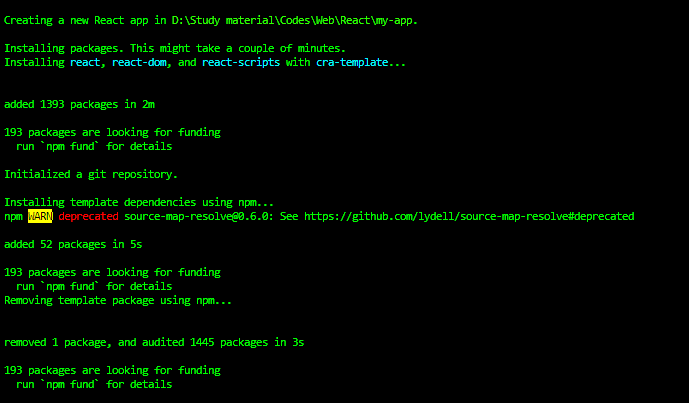 Creating a new React app in D:\Study material\Codes\Web\React\my-app.
Installing packages. This might take a couple of minutes.
Installing react, react-dom, and react-scripts with cra-template...
added 1393 packages in 2m
193 packages are looking for funding
  run `npm fund` for details
Initialized a git repository.
Installing template dependencies using npm...
npm WARN deprecated source-map-resolve@0.6.0: See https://github.com/lydell/source-map-resolve#deprecated
added 52 packages in 5s
193 packages are looking for funding
  run `npm fund` for details
Removing template package using npm...
removed 1 package, and audited 1445 packages in 3s
193 packages are looking for funding
  run `npm fund` for details